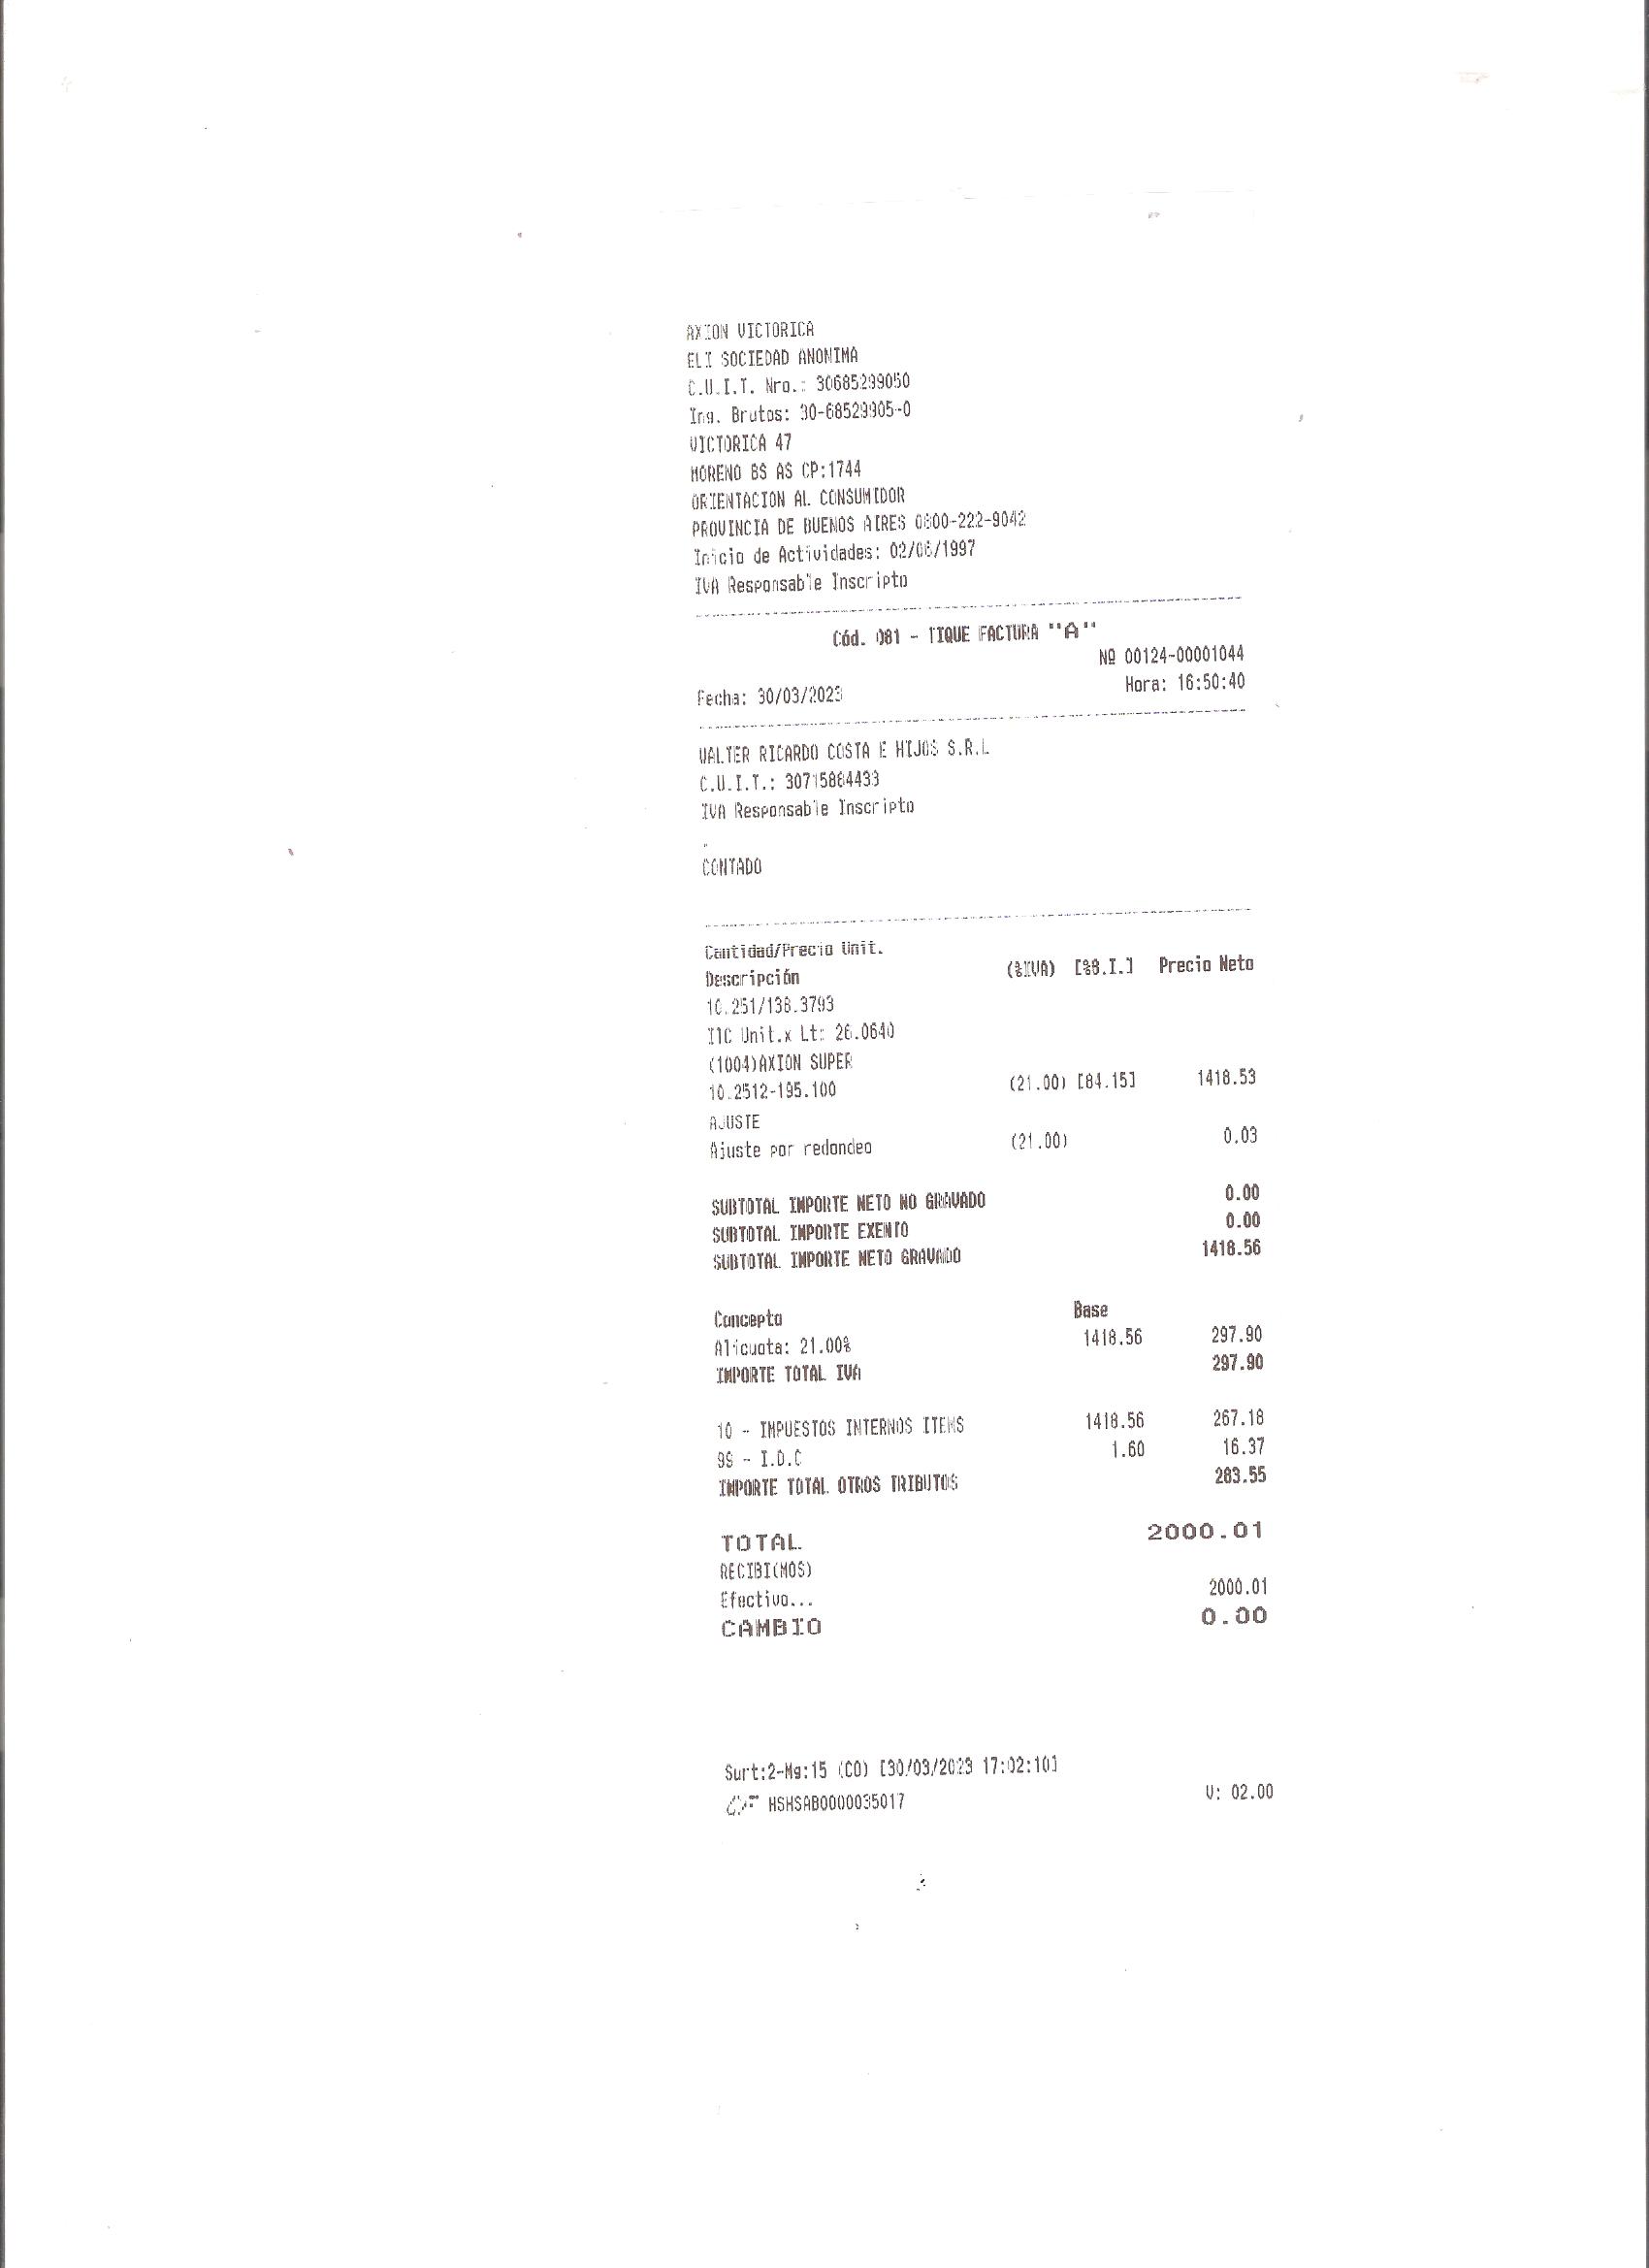 AXION VICTORICA
ELI SOCIEDAD ANONIMA
C.U.I.T. Nro.: 30685299050
Ing. Brutos: 30-68529905-0
VICTORICA 47
MORENO BS AS CP:1744
ORIENTACION AL CONSUMIDOR
PROVINCIA DE BUENOS AIRES 0800-222-9042
Inicio de Actividades: 02/06/1997
IVA Responsable Inscripto
Cód. 081 - TIQUE FACTURA "A"
Nº 00124-00001044
Fecha: 30/03/2023 Hora: 16:50:40
WALTER RICARDO COSTA E HIJOS S.R.L
C.U.I.T.: 30715864433
IVA Responsable Inscripto
.
CONTADO
Cantidad/Precio Unit.
Descripción (%IVA) [%B.I.] Precio Neto
10.251/138.3793
ITC Unit.x Lt: 26.0640
(1004)AXION SUPER
10.2512-195.100 (21.00) [84.15] 1418.53
AJUSTE
Ajuste por redondeo (21.00) 0.03
SUBTOTAL IMPORTE NETO NO GRAVADO 0.00
SUBTOTAL IMPORTE EXENTO 0.00
SUBTOTAL IMPORTE NETO GRAVADO 1418.56
Concepto Base
Alicuota: 21.00% 1418.56 297.90
IMPORTE TOTAL IVA 297.90
10 - IMPUESTOS INTERNOS ITEMS 1418.56 267.18
99 - I.D.C 1.60 16.37
IMPORTE TOTAL OTROS TRIBUTOS 283.55
TOTAL 2000.01
RECIBI(MOS)
Efectivo... 2000.01
CAMBIO 0.00
Surt:2-Mg:15 (CO) [30/03/2023 17:02:10]
HSHSAB0000035017 V: 02.00